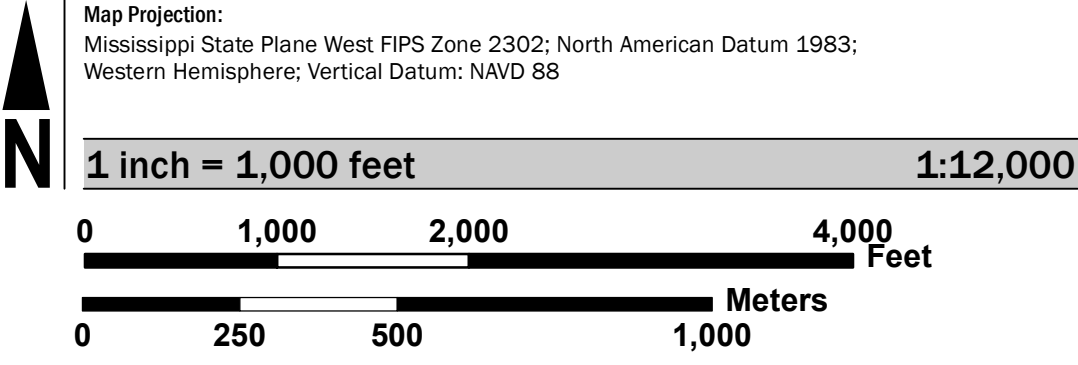 Map Projection:
Mississippi State Plane West FIPS Zone 2302; North American Datum 1983;
Western Hemisphere; Vertical Datum: NAVD 88
N
1 inch = 1,000 feet 1:12,000
0 1,000 2,000 4,000
Feet
Meters
0 250 500 1,000